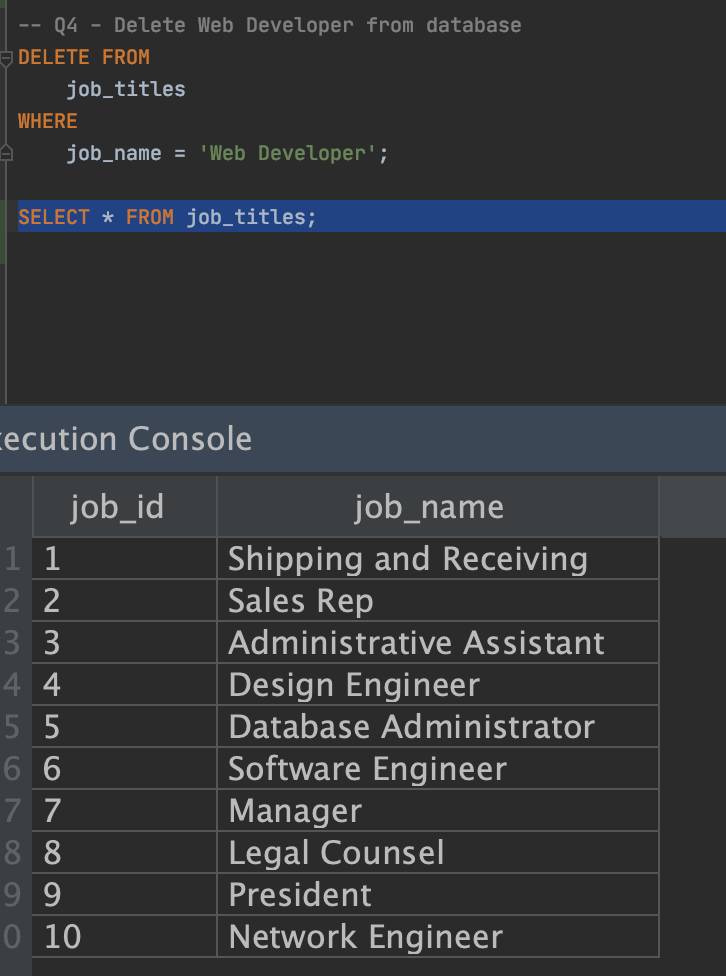 -- Q4 - Delete Web Developer from database
DELETE FROM
job_titles
WHERE
job_name = 'Web Developer';
SELECT * FROM job_titles;
xecution Console
job_id job_name
1 1 Shipping and Receiving
2 2 Sales Rep
3 3 Administrative Assistant
4 4 Design Engineer
5 5 Database Administrator
6 6 Software Engineer
7 7 Manager
8 8 Legal Counsel
9 9 President
0 10 Network Engineer